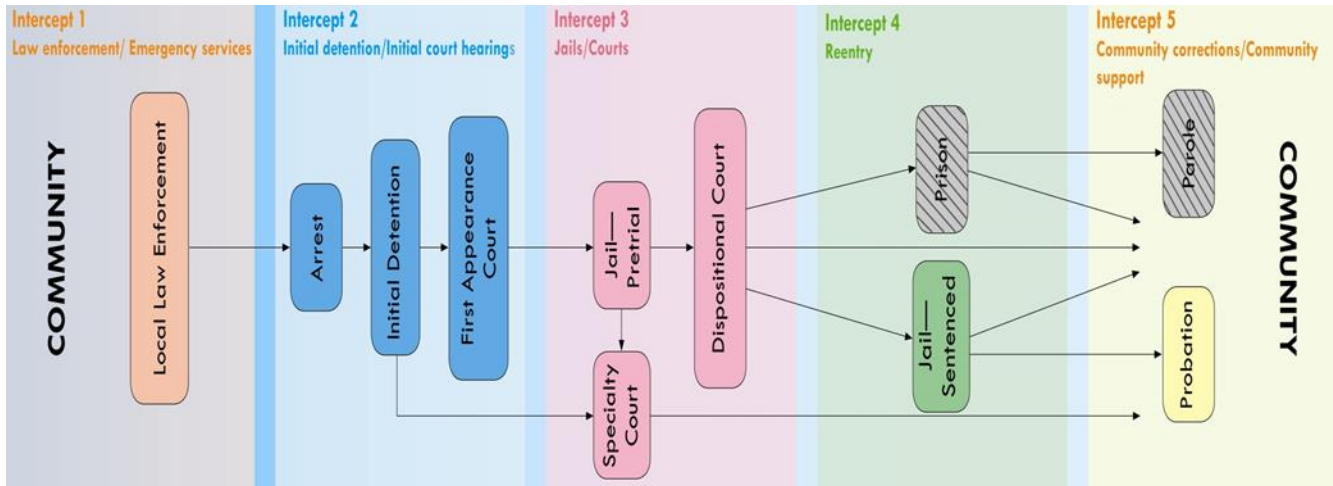 Intercept 1
Law enforcement/ Emergency services
Intercept 2
Initial detention/Initial court hearings
Intercept 3
Jails/Courts
Intercept 4
Reentry
Intercept 5
Community corrections/Community
support
COMMUNITY
Local Law Enforcement
Arrest
Initial Detention
First Appearance
Court
Jail—
Pretrial
Specialty
Court
Dispositional Court
Prison
Jail—
Sentenced
Parole
Probation
COMMUNITY